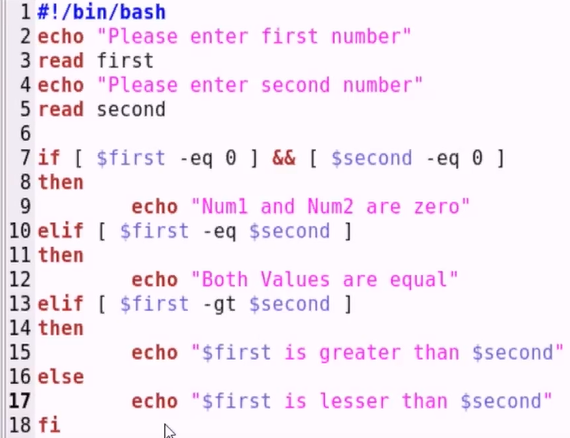 1 #!/bin/bash
2 echo "Please enter first number"
3 read first
4 echo "Please enter second number"
5 read second
6
7 if [ $first -eq 0 ] && [ $second -eq 0 ]
8 then
9         echo "Num1 and Num2 are zero"
10 elif [ $first -eq $second ]
11 then
12         echo "Both Values are equal"
13 elif [ $first -gt $second ]
14 then
15         echo "$first is greater than $second"
16 else
17         echo "$first is lesser than $second"
18 fi